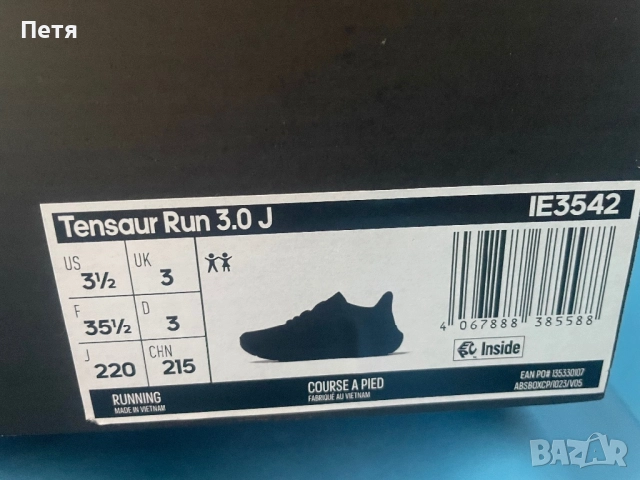 Петя
Tensaur Run 3.0 J
IE3542
US
3½
UK
3
F
35½
D
3
J
220
CHN
215
4 067888 385588
Inside
RUNNING
MADE IN VIETNAM
COURSE A PIED
FABRIQUÉ AU VIETNAM
EAN PO# 135330107
ABSBOXCP/1023/V05
BAZAR